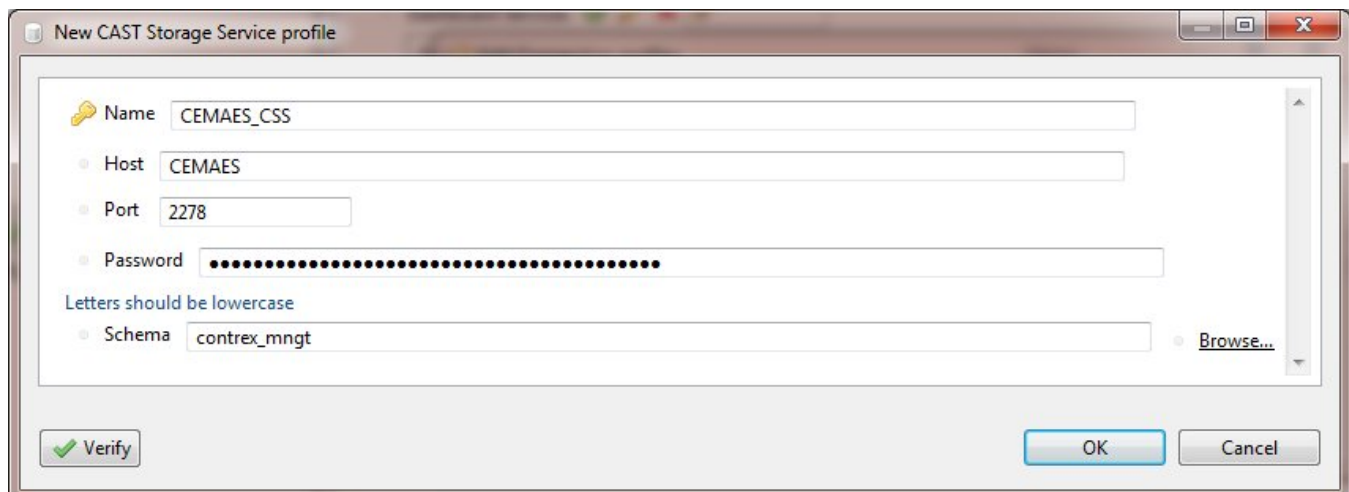 New CAST Storage Service profile
Name CEMAES_CSS
Host CEMAES
Port 2278
Password ●●●●●●●●●●●●●●●●●●●●●●●●●●●●●●●●●●●●●●●●
Letters should be lowercase
Schema contrex_mngt Browse...
Verify OK Cancel